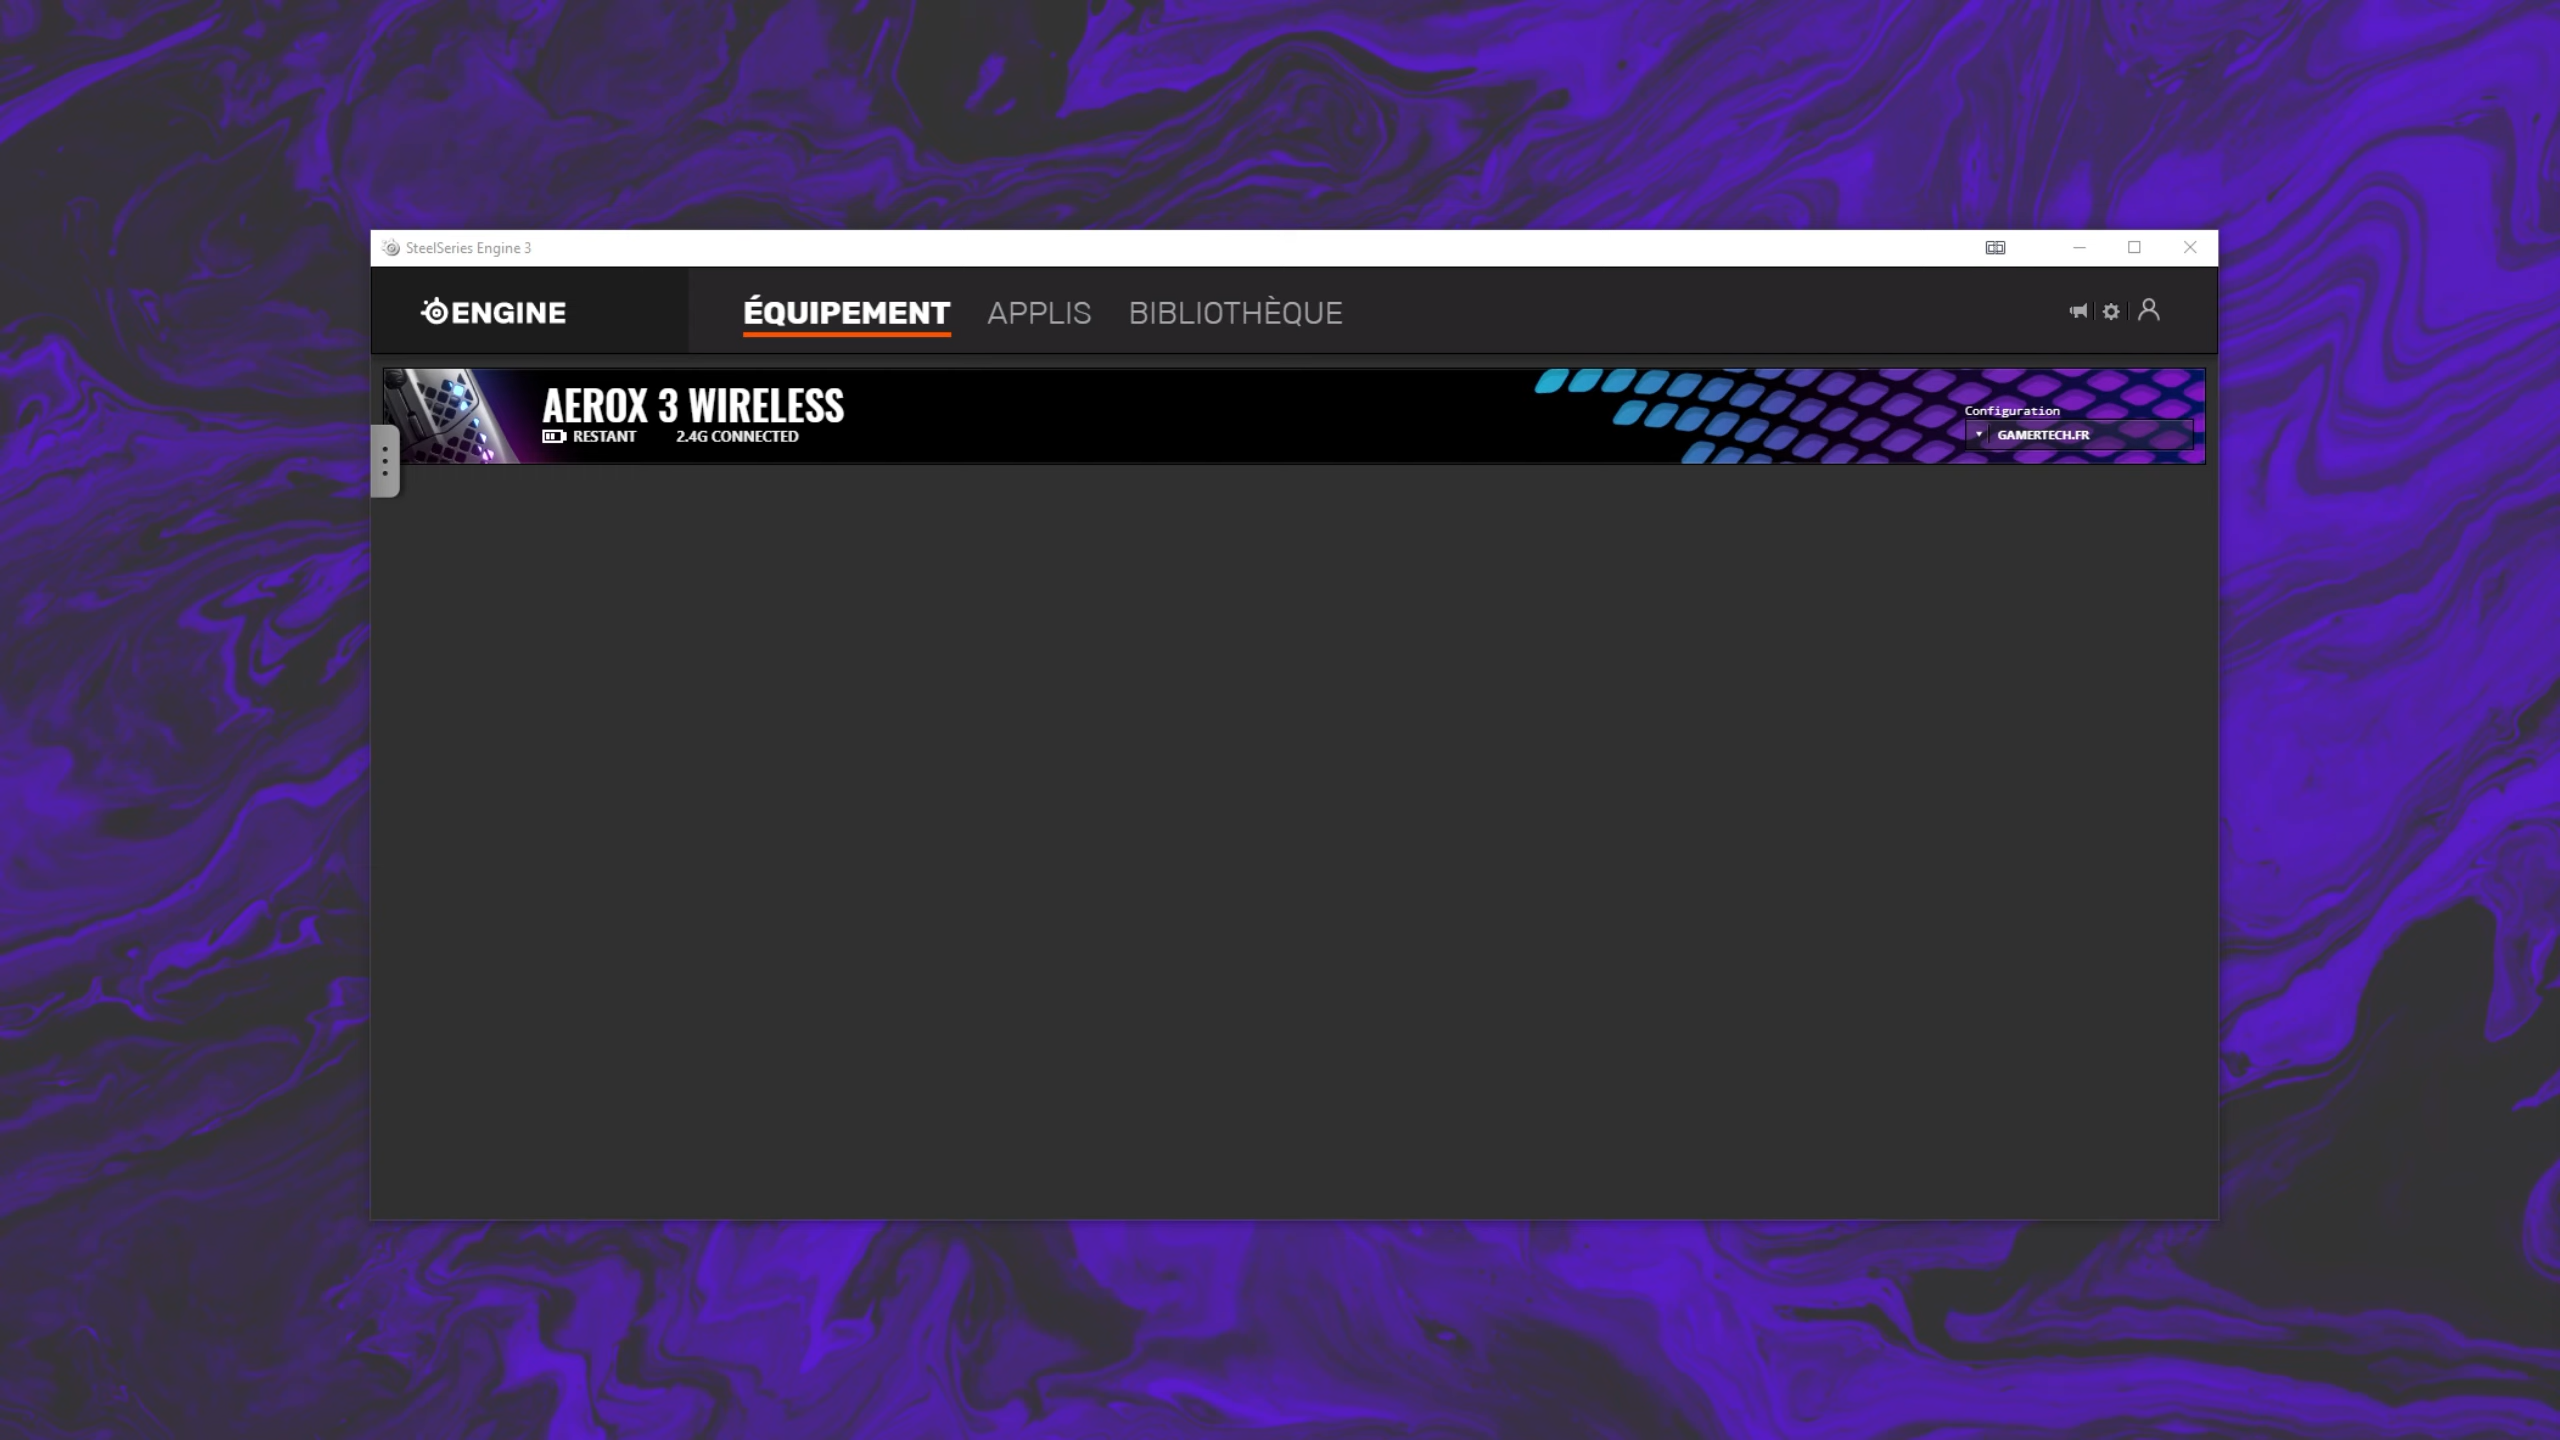 SteelSeries Engine 3
ENGINE
ÉQUIPEMENT
APPLIS
BIBLIOTHÈQUE
AEROX 3 WIRELESS
RESTANT
2.4G CONNECTED
Configuration
GAMERTECH.FR